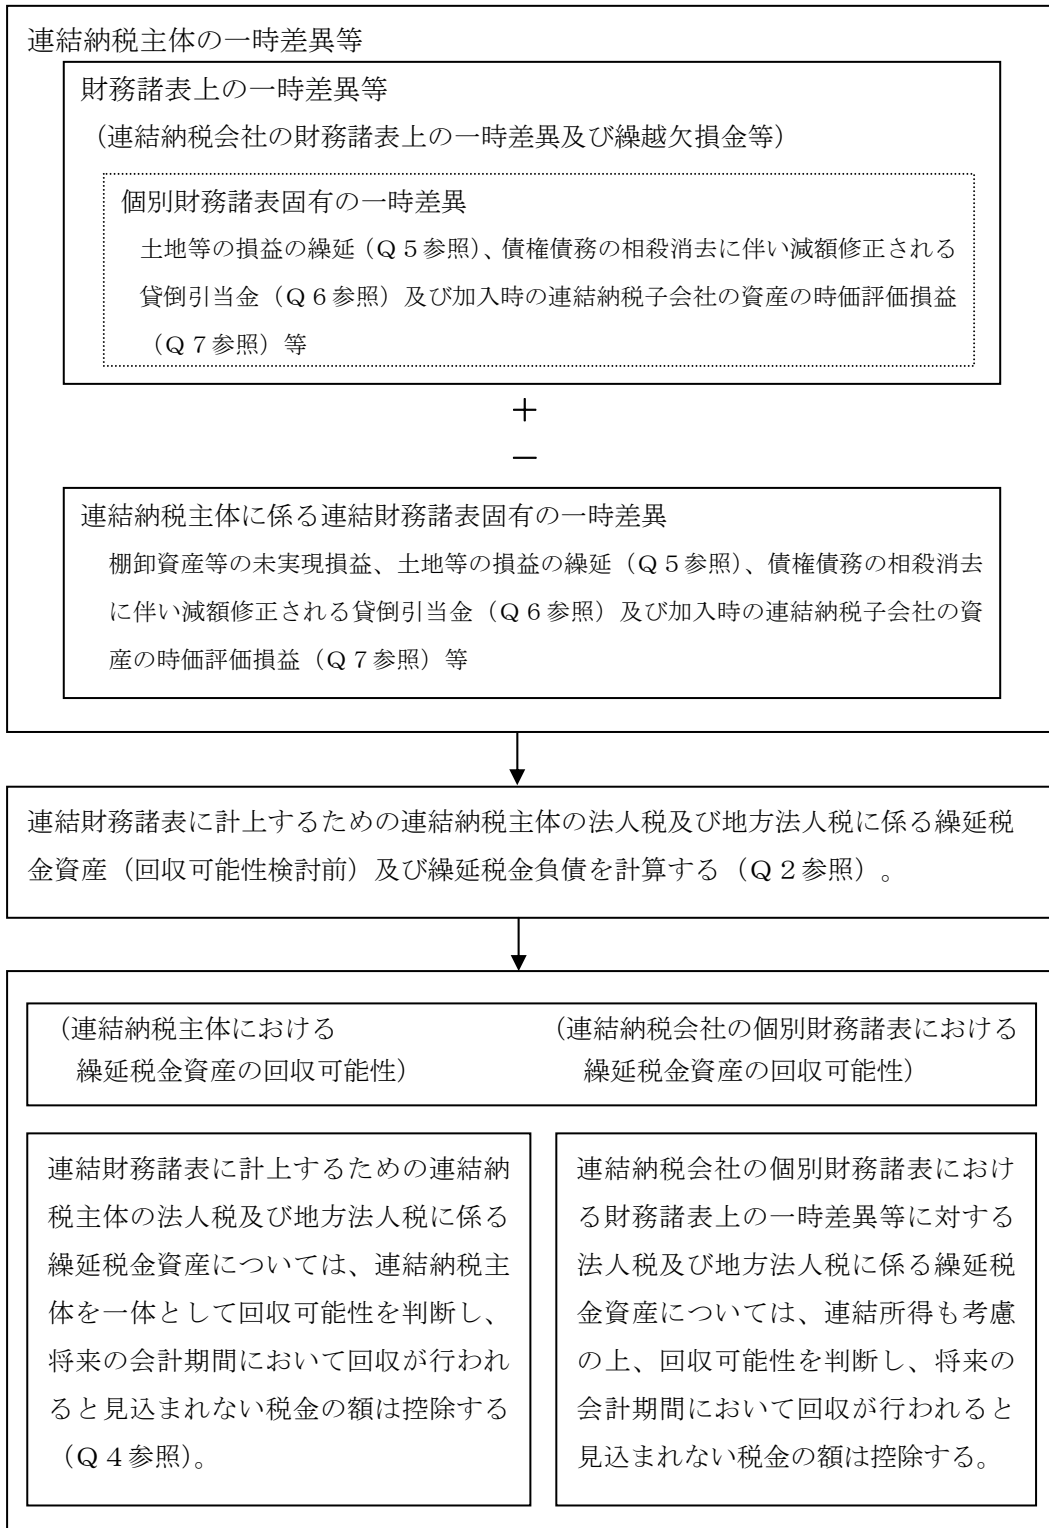 連結納税主体の一時差異等
財務諸表上の一時差異等
（連結納税会社の財務諸表上の一時差異及び繰越欠損金等）
個別財務諸表固有の一時差異
土地等の損益の繰延（Ｑ５参照）、債権債務の相殺消去に伴い減額修正される
貸倒引当金（Ｑ６参照）及び加入時の連結納税子会社の資産の時価評価損益
（Ｑ７参照）等
＋
－
連結納税主体に係る連結財務諸表固有の一時差異
棚卸資産等の未実現損益、土地等の損益の繰延（Ｑ５参照）、債権債務の相殺消去
に伴い減額修正される貸倒引当金（Ｑ６参照）及び加入時の連結納税子会社の資
産の時価評価損益（Ｑ７参照）等
連結財務諸表に計上するための連結納税主体の法人税及び地方法人税に係る繰延税
金資産（回収可能性検討前）及び繰延税金負債を計算する（Ｑ２参照）。
（連結納税主体における
繰延税金資産の回収可能性）
（連結納税会社の個別財務諸表における
繰延税金資産の回収可能性）
連結財務諸表に計上するための連結納
税主体の法人税及び地方法人税に係る
繰延税金資産については、連結納税主
体を一体として回収可能性を判断し、
将来の会計期間において回収が行われ
ると見込まれない税金の額は控除する
（Ｑ４参照）。
連結納税会社の個別財務諸表におけ
る財務諸表上の一時差異等に対する
法人税及び地方法人税に係る繰延税
金資産については、連結所得も考慮
の上、回収可能性を判断し、将来の
会計期間において回収が行われると
見込まれない税金の額は控除する。